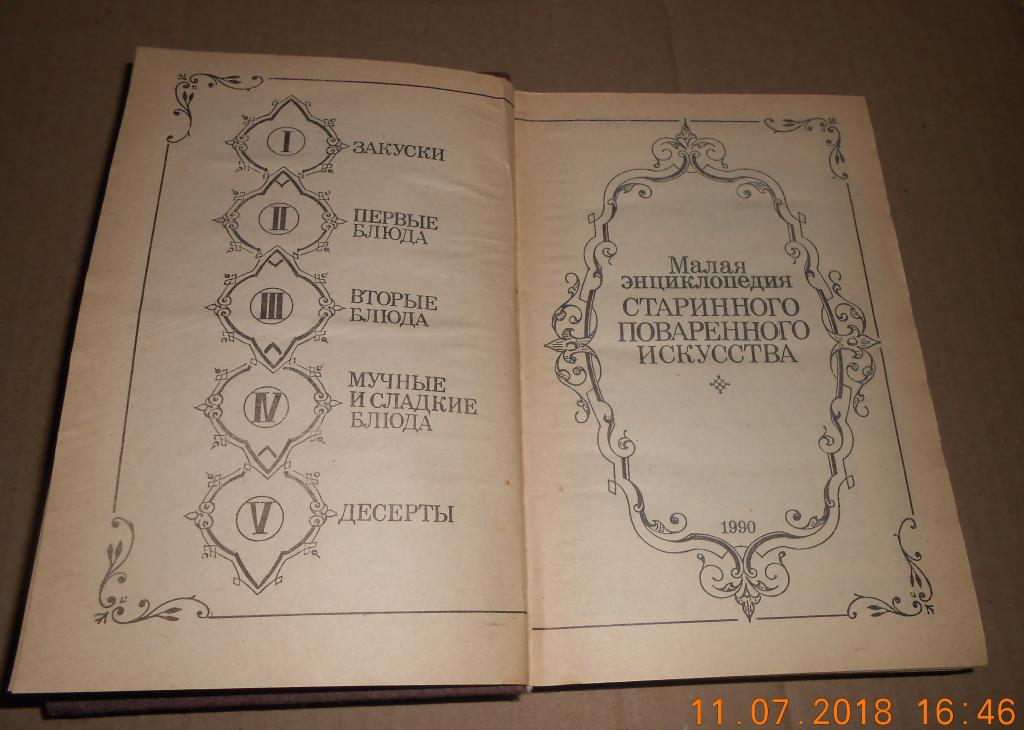 I
ЗАКУСКИ
II
ПЕРВЫЕ
БЛЮДА
III
ВТОРЫЕ
БЛЮДА
IV
МУЧНЫЕ
И СЛАДКИЕ
БЛЮДА
V
ДЕСЕРТЫ
Малая
энциклопедия
СТАРИННОГО
ПОВАРЕННОГО
ИСКУССТВА
1990
11.07.2018 16:46